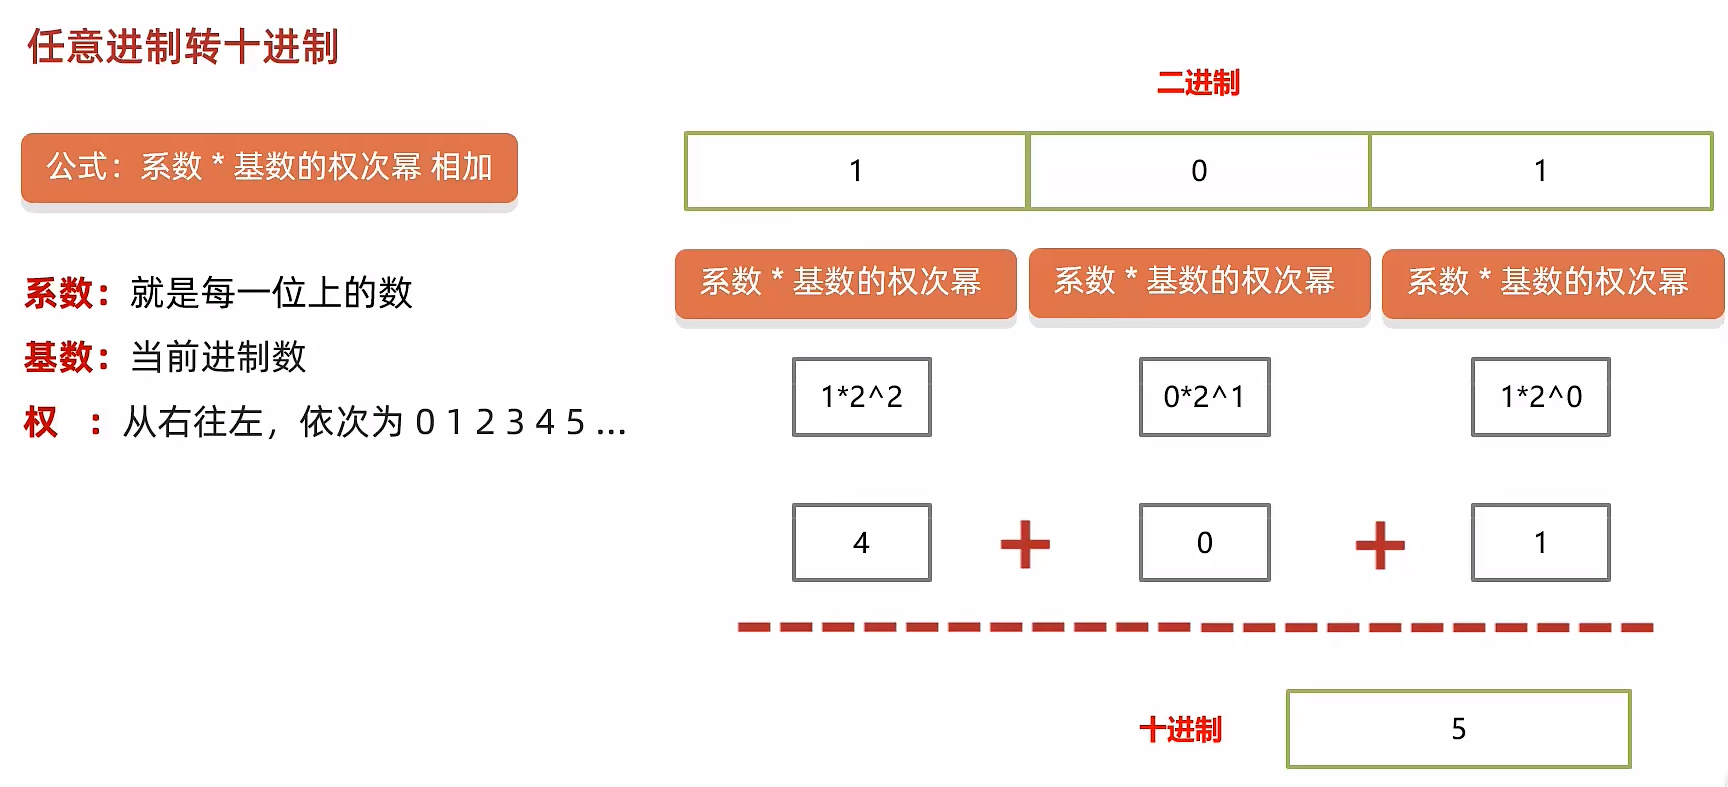 任意进制转十进制
公式：系数 * 基数的权次幂 相加
系数：就是每一位上的数
基数：当前进制数
权 ：从右往左，依次为 0 1 2 3 4 5 ...
二进制
1 0 1
系数 * 基数的权次幂 系数 * 基数的权次幂 系数 * 基数的权次幂
1*2^2 0*2^1 1*2^0
4 + 0 + 1
十进制 5